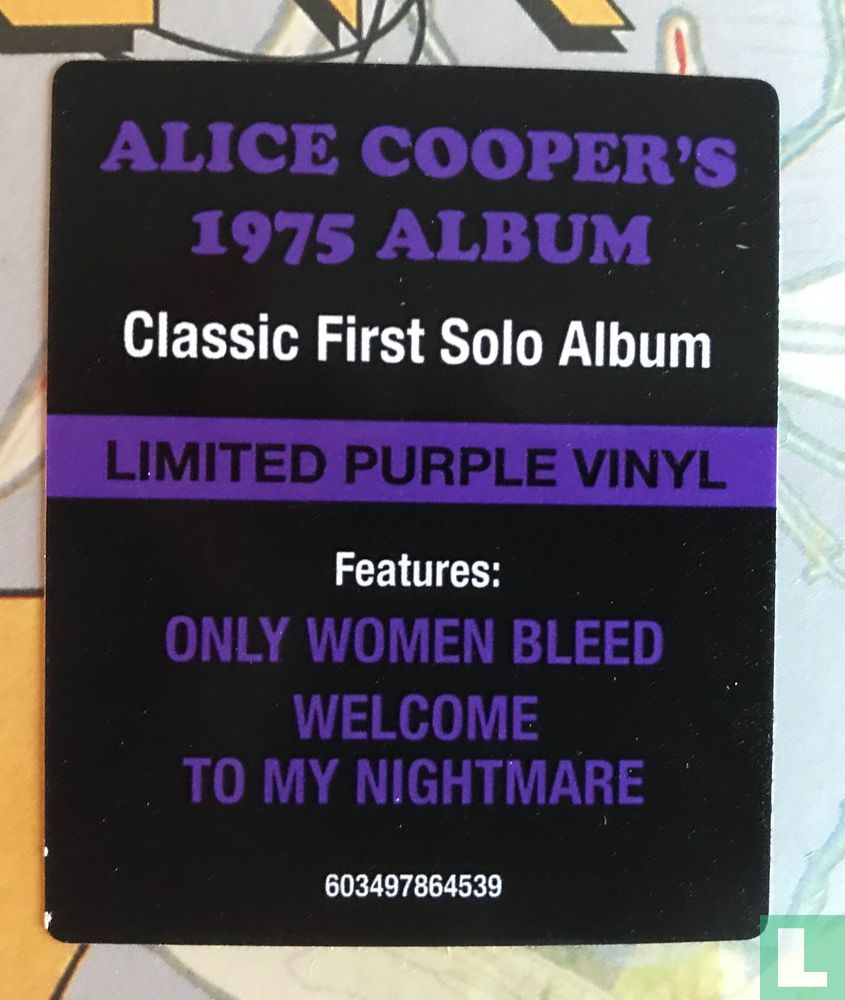 ALICE COOPER'S
1975 ALBUM
Classic First Solo Album
LIMITED PURPLE VINYL
Features:
ONLY WOMEN BLEED
WELCOME
TO MY NIGHTMARE
603497864539
L